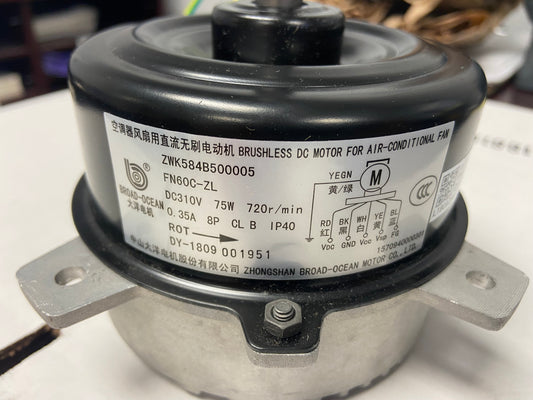 空调器风扇用直流无刷电动机 BRUSHLESS DC MOTOR FOR AIR-CONDITIONAL FAN
ZWK584B500005
FN60C-ZL
DC310V 75W 720r/min
0.35A 8P CL B IP40
ROT
DY-1809 001951
BROAD-OCEAN
大洋电机
YEGN
黄/绿
M
RD BK WH YE BL
红 黑 白 黄 蓝
Vdc GND Vcc Vsp FG
CCC
中山大洋电机股份有限公司 ZHONGSHAN BROAD-OCEAN MOTOR CO., LTD.